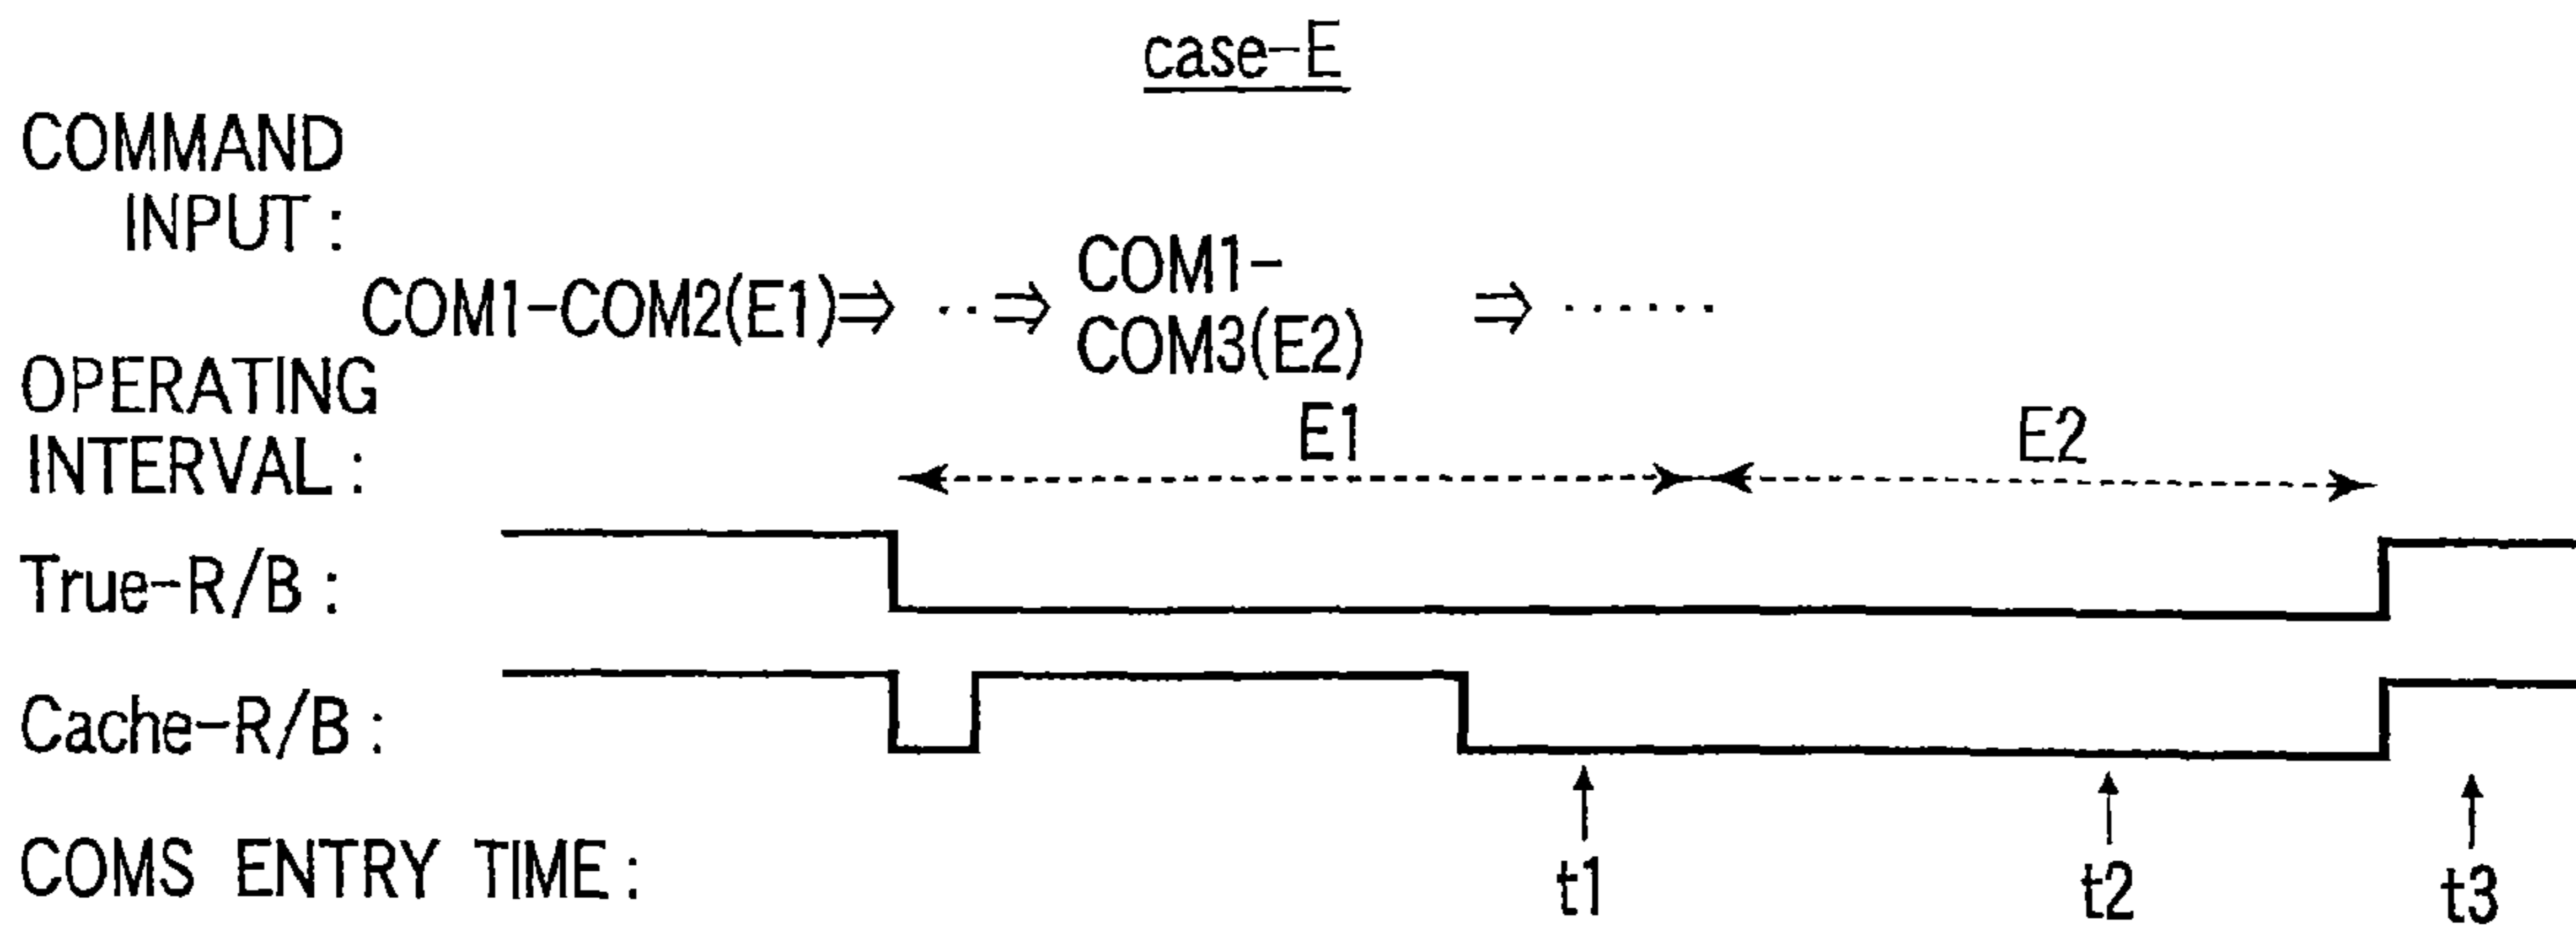 case-E
COMMAND
INPUT :
COM1-COM2(E1)⇒ ··⇒ COM1-
COM3(E2) ⇒ ······
OPERATING
INTERVAL :
E1
E2
True-R/B :
Cache-R/B :
COMS ENTRY TIME :
t1
t2
t3